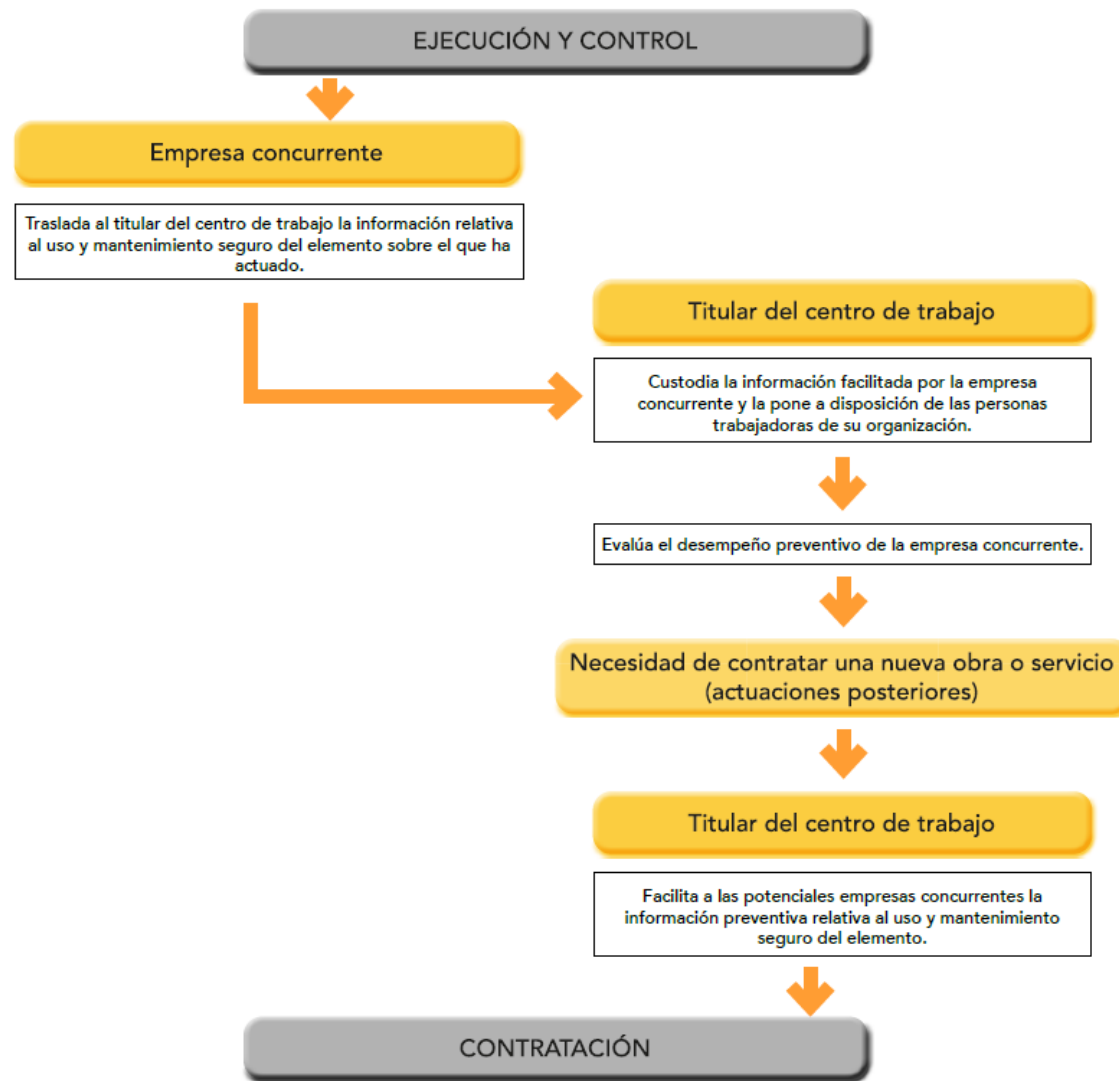 EJECUCIÓN Y CONTROL
Empresa concurrente
Traslada al titular del centro de trabajo la información relativa
al uso y mantenimiento seguro del elemento sobre el que ha
actuado.
Titular del centro de trabajo
Custodia la información facilitada por la empresa
concurrente y la pone a disposición de las personas
trabajadoras de su organización.
Evalúa el desempeño preventivo de la empresa concurrente.
Necesidad de contratar una nueva obra o servicio
(actuaciones posteriores)
Titular del centro de trabajo
Facilita a las potenciales empresas concurrentes la
información preventiva relativa al uso y mantenimiento
seguro del elemento.
CONTRATACIÓN